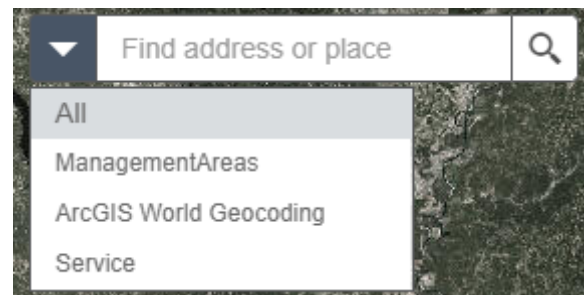 Find address or place
All
ManagementAreas
ArcGIS World Geocoding
Service